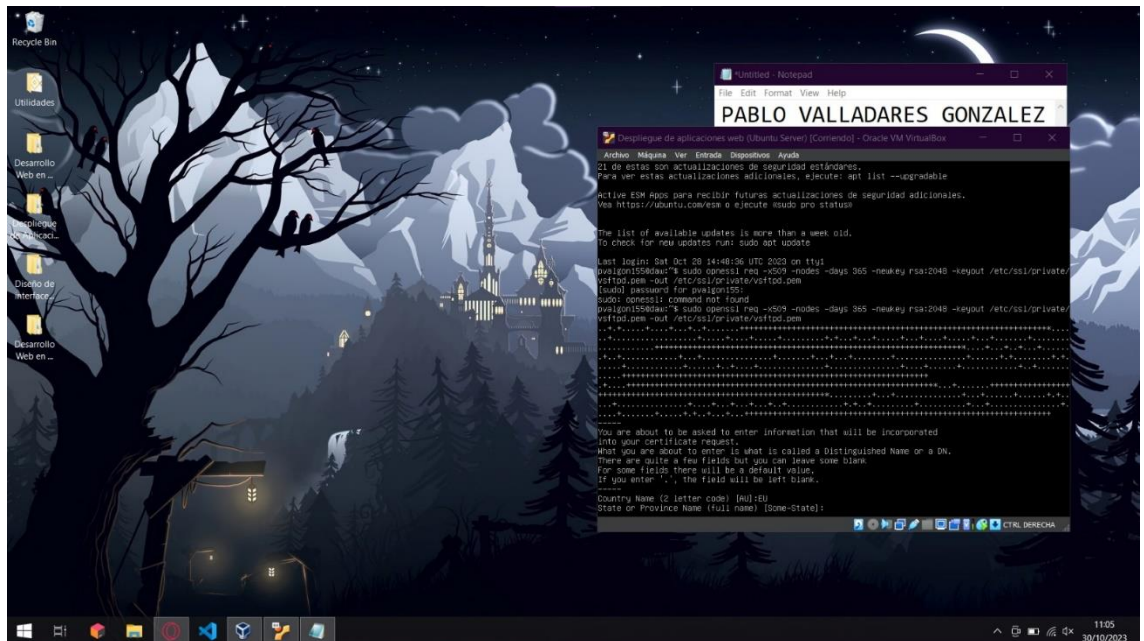 Recycle Bin
Utilidades
Desarrollo
Web en ...
Despliegue
de Aplicaci...
Diseño de
Interface...
Desarrollo
Web en ...
*Untitled - Notepad
File Edit Format View Help
PABLO VALLADARES GONZALEZ
Despliegue de aplicaciones web (Ubuntu Server) [Corriendo] - Oracle VM VirtualBox
Archivo Máquina Ver Entrada Dispositivos Ayuda
21 de estas son actualizaciones de seguridad estándares.
Para ver estas actualizaciones adicionales, ejecute: apt list --upgradable
Active ESM Apps para recibir futuras actualizaciones de seguridad adicionales.
Vea https://ubuntu.com/esm o ejecute «sudo pro status»
The list of available updates is more than a week old.
To check for new updates run: sudo apt update
Last login: Sat Oct 28 14:48:36 UTC 2023 on tty1
pvalgon155@daw:~$ sudo opnessl req -x509 -nodes -days 365 -newkey rsa:2048 -keyout /etc/ssl/private/
vsftpd.pem -out /etc/ssl/private/vsftpd.pem
[sudo] password for pvalgon155:
sudo: opnessl: command not found
pvalgon155@daw:~$ sudo openssl req -x509 -nodes -days 365 -newkey rsa:2048 -keyout /etc/ssl/private/
vsftpd.pem -out /etc/ssl/private/vsftpd.pem
-----
You are about to be asked to enter information that will be incorporated
into your certificate request.
What you are about to enter is what is called a Distinguished Name or a DN.
There are quite a few fields but you can leave some blank
For some fields there will be a default value,
If you enter '.', the field will be left blank.
-----
Country Name (2 letter code) [AU]:EU
State or Province Name (full name) [Some-State]:
CTRL DERECHA
11:05
30/10/2023